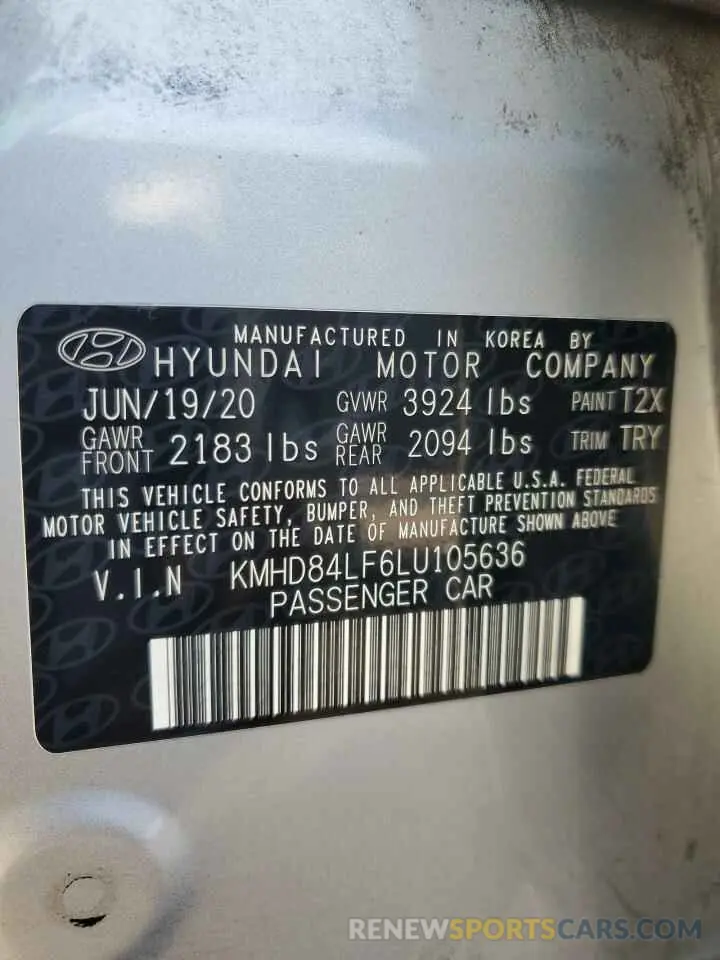 MANUFACTURED IN KOREA BY
HYUNDAI MOTOR COMPANY
JUN/19/20 GVWR 3924 lbs PAINT T2X
GAWR FRONT 2183 lbs GAWR REAR 2094 lbs TRIM TRY
THIS VEHICLE CONFORMS TO ALL APPLICABLE U.S.A. FEDERAL
MOTOR VEHICLE SAFETY, BUMPER, AND THEFT PREVENTION STANDARDS
IN EFFECT ON THE DATE OF MANUFACTURE SHOWN ABOVE
V.I.N KMHD84LF6LU105636
PASSENGER CAR
RENEWSPORTSCARS.COM